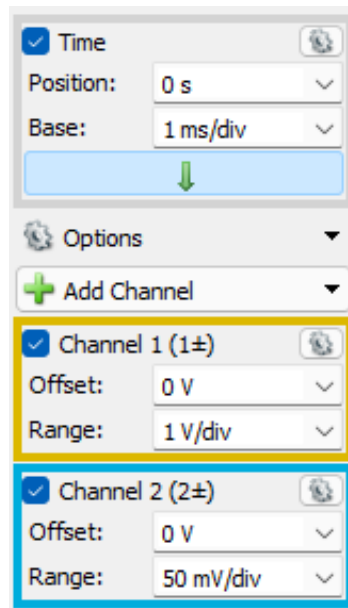 Time
Position: 0 s
Base: 1 ms/div
Options
Add Channel
Channel 1 (1±)
Offset: 0 V
Range: 1 V/div
Channel 2 (2±)
Offset: 0 V
Range: 50 mV/div